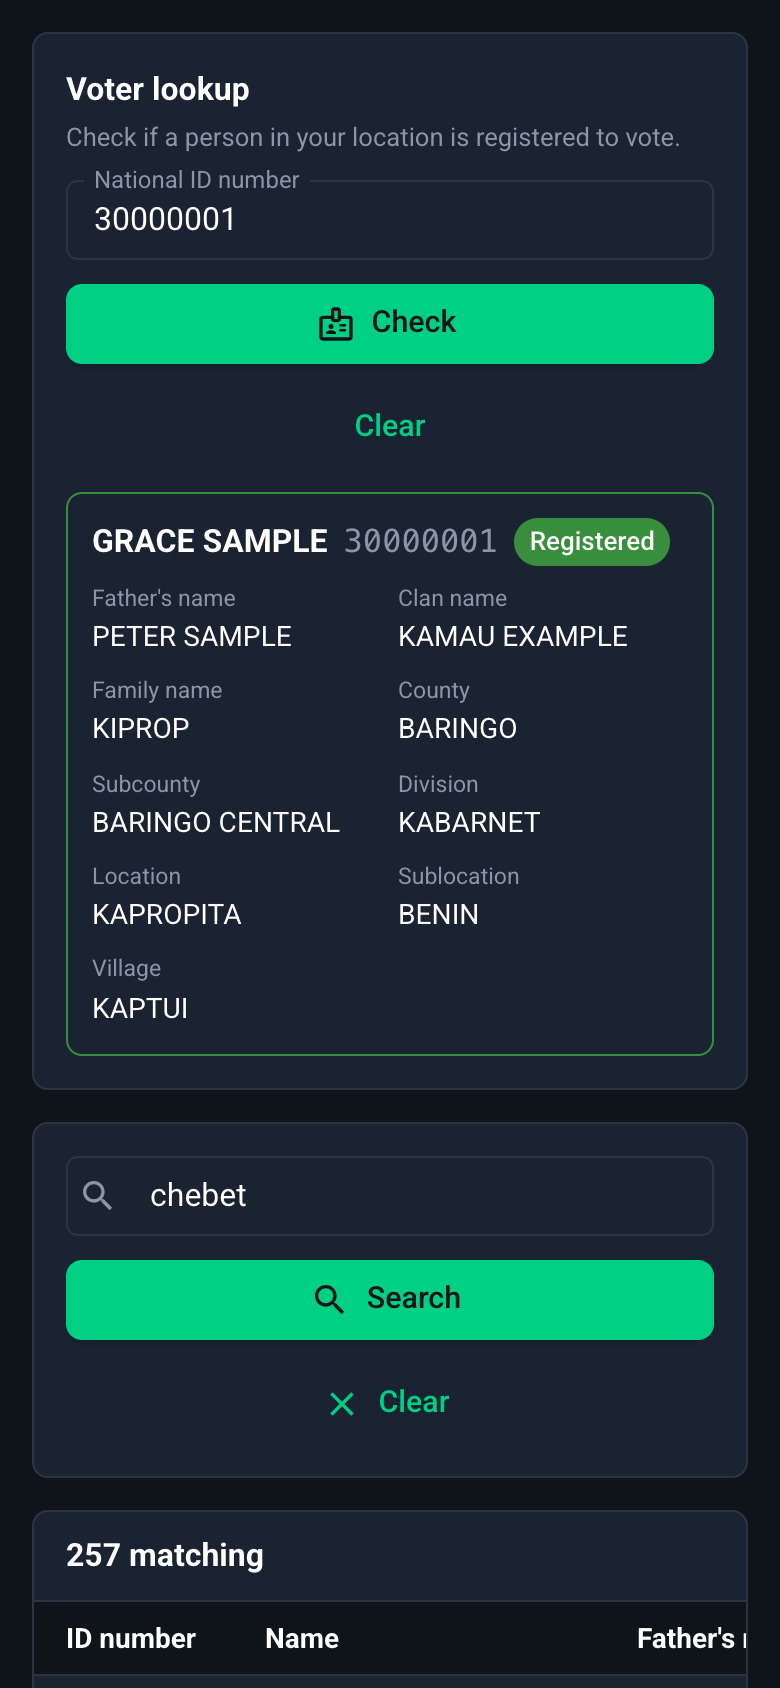 Voter lookup
Check if a person in your location is registered to vote.
National ID number
30000001
Check
Clear
GRACE SAMPLE 30000001 Registered
Father's name Clan name
PETER SAMPLE KAMAU EXAMPLE
Family name County
KIPROP BARINGO
Subcounty Division
BARINGO CENTRAL KABARNET
Location Sublocation
KAPROPITA BENIN
Village
KAPTUI
chebet
Search
Clear
257 matching
ID number Name Father's